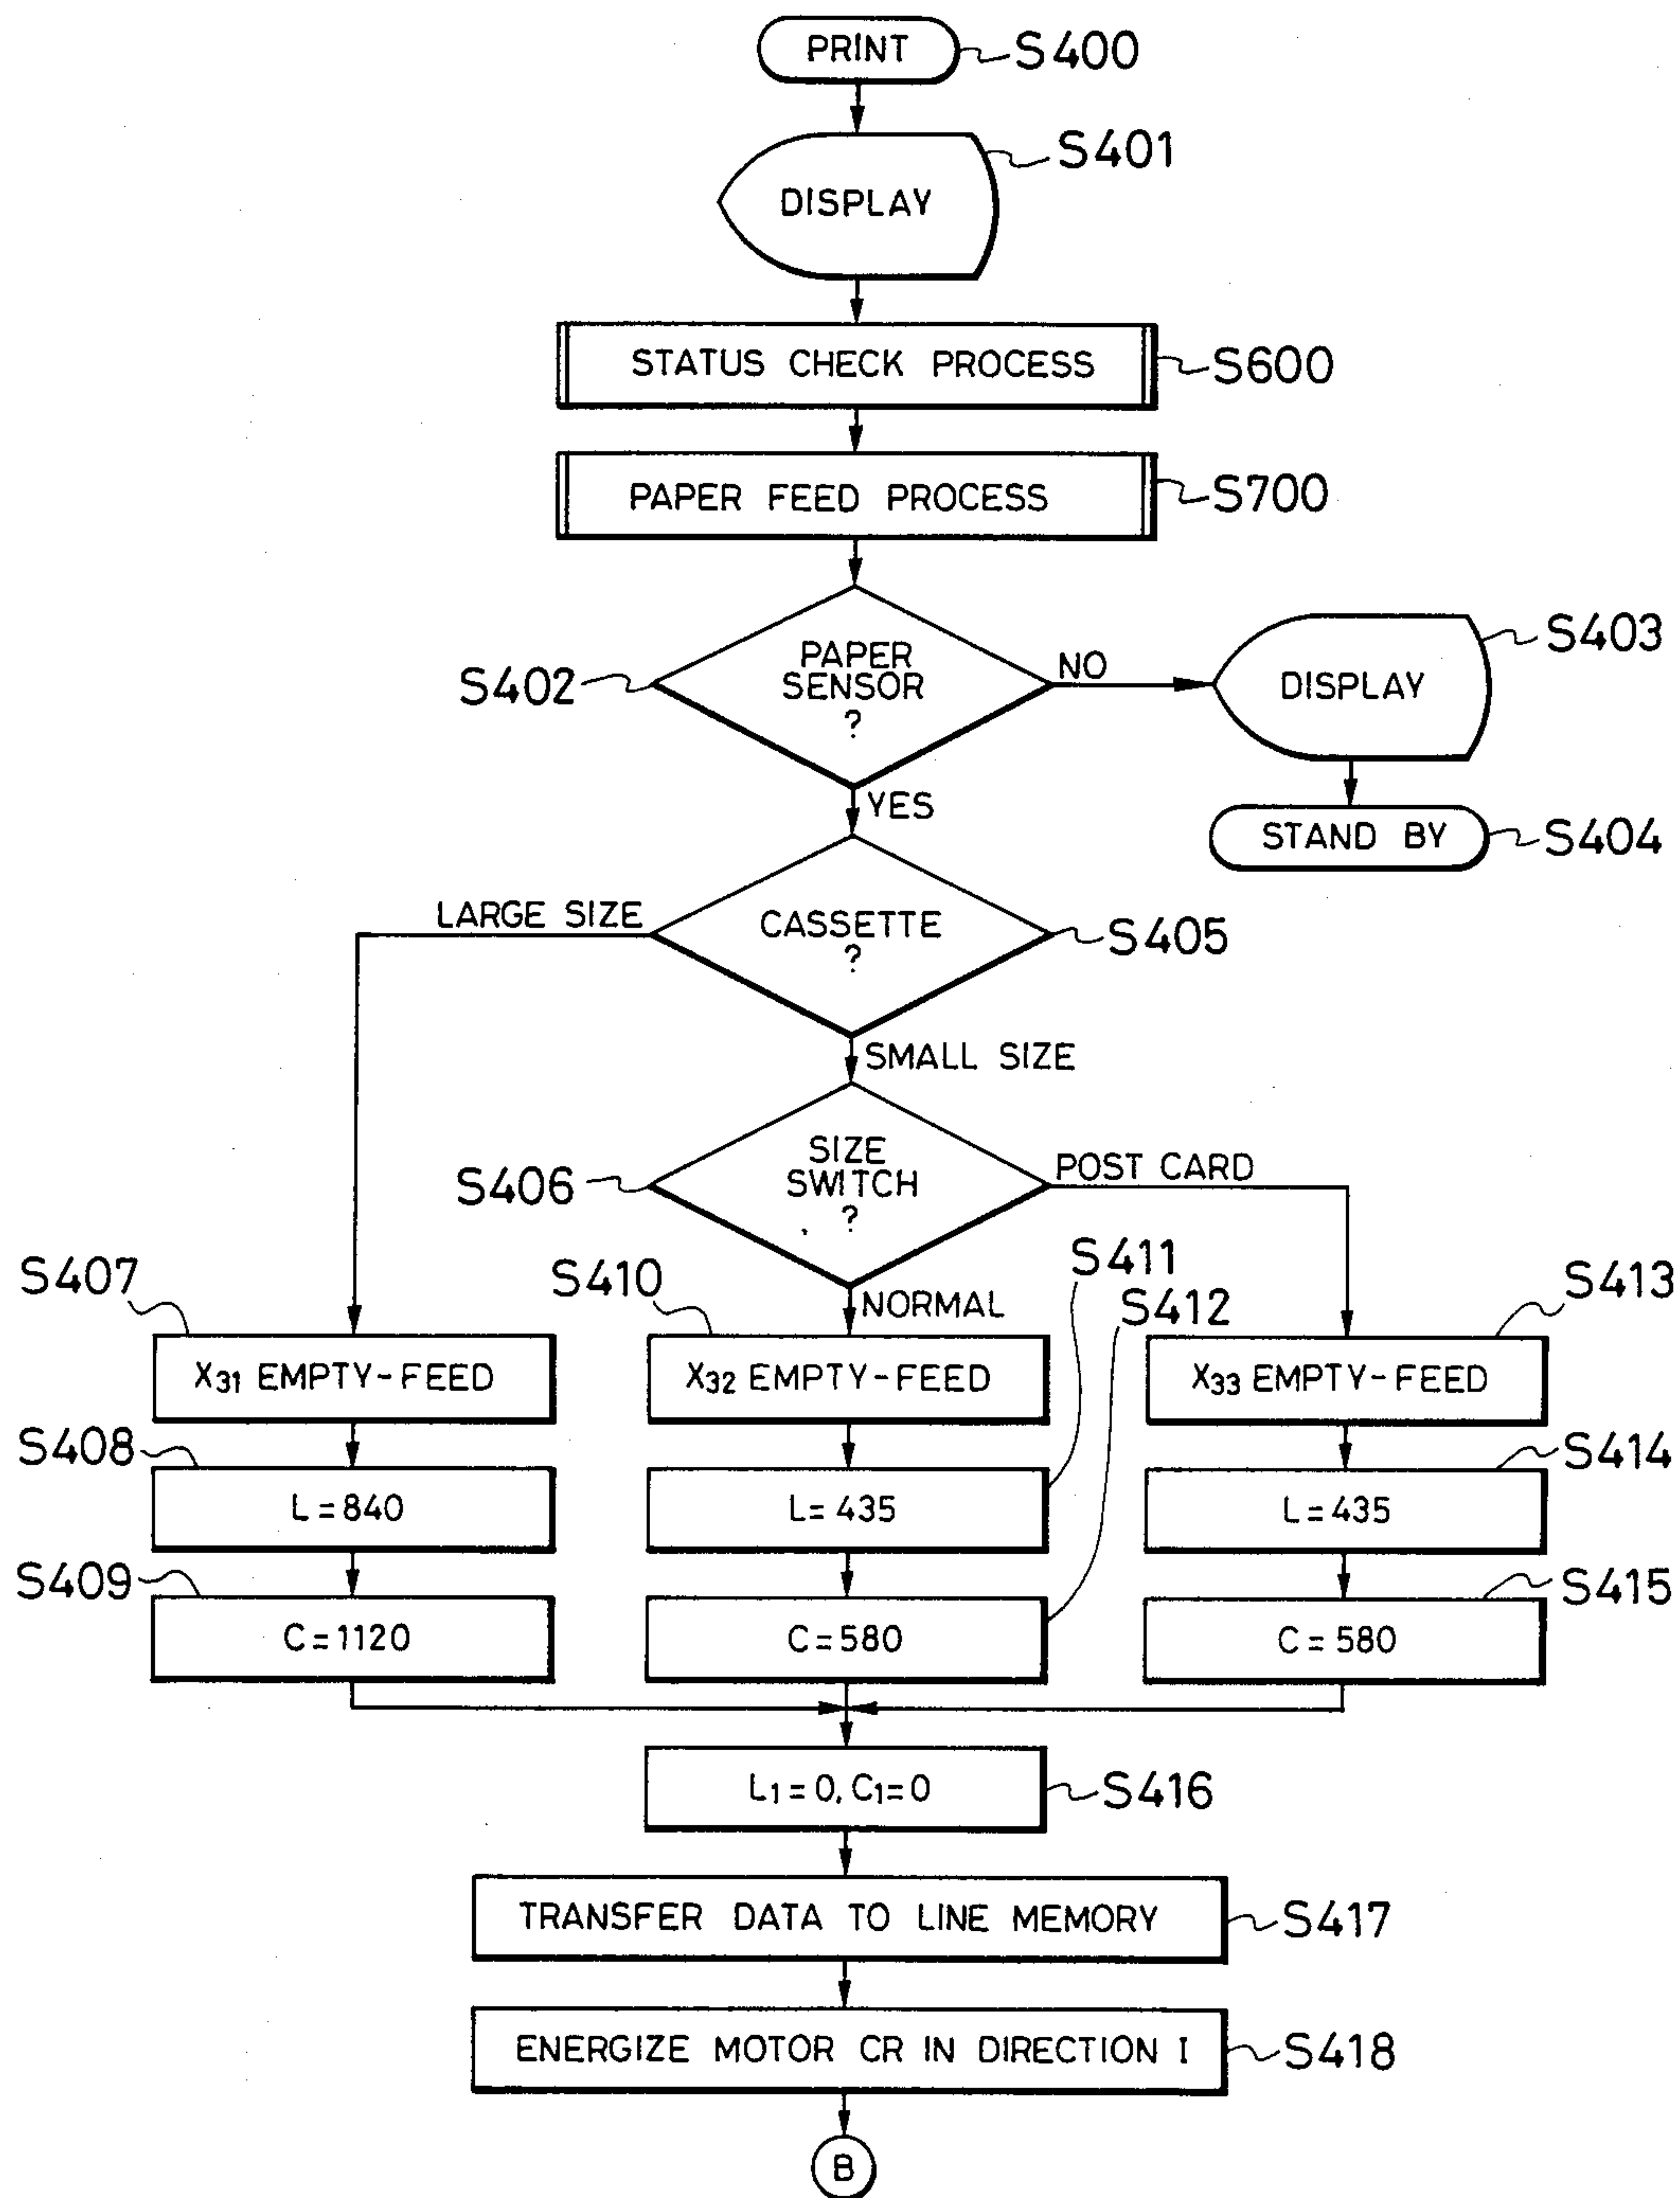 PRINT
S400
S401
DISPLAY
STATUS CHECK PROCESS
S600
PAPER FEED PROCESS
S700
S402
PAPER
SENSOR
?
NO
S403
DISPLAY
YES
STAND BY
S404
LARGE SIZE
CASSETTE
?
S405
SMALL SIZE
S406
SIZE
SWITCH
?
POST CARD
NORMAL
S407
S410
S411
S412
S413
X31 EMPTY-FEED
X32 EMPTY-FEED
X33 EMPTY-FEED
S408
S414
L=840
L=435
L=435
S409
S415
C=1120
C=580
C=580
L1=0, C1=0
S416
TRANSFER DATA TO LINE MEMORY
S417
ENERGIZE MOTOR CR IN DIRECTION I
S418
B